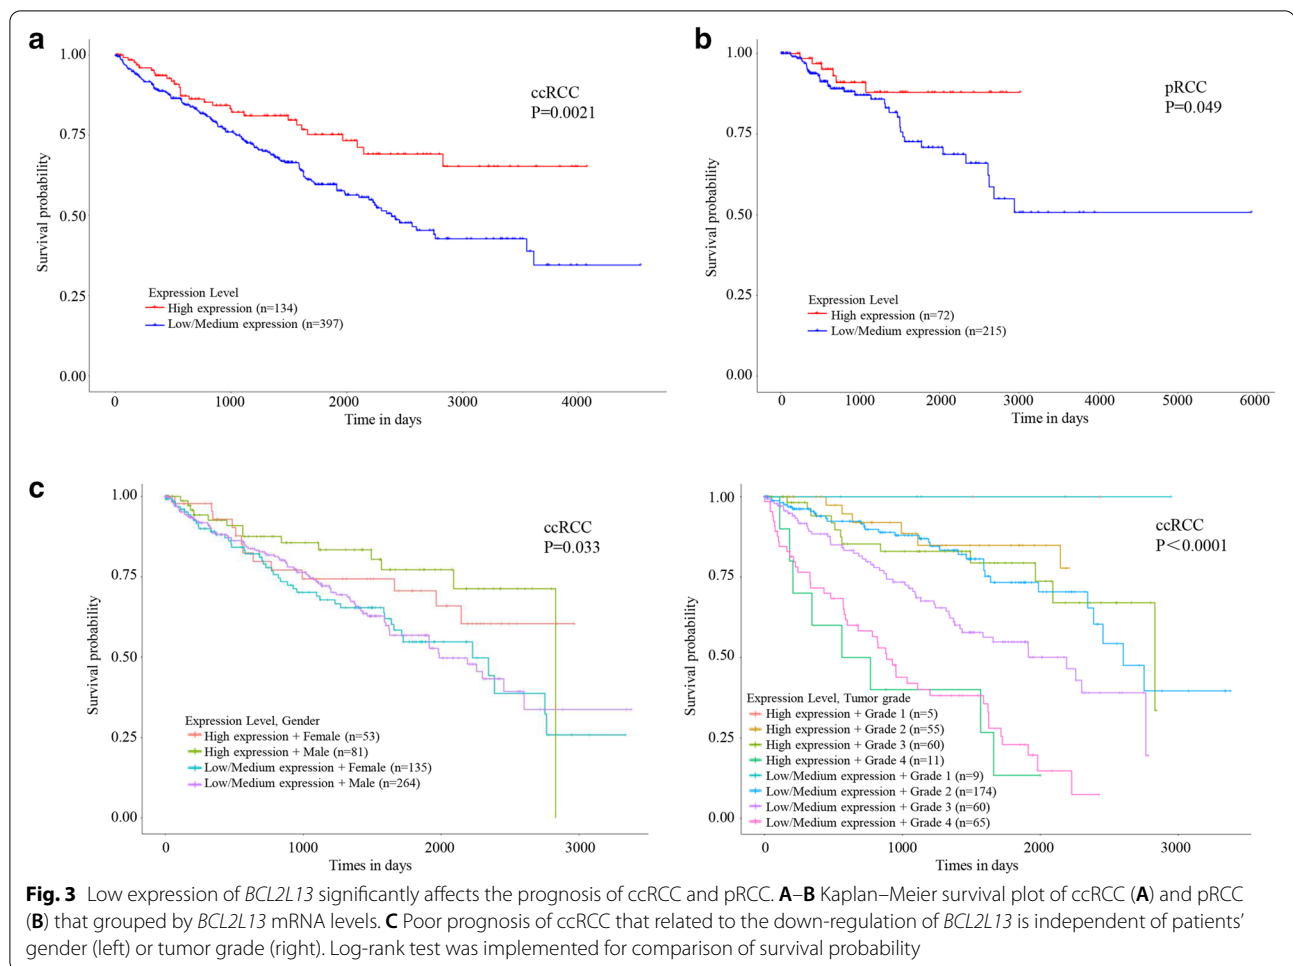 a
1.00
0.75
0.50
0.25
0.00
Survival probability
ccRCC
P=0.0021
Expression Level
High expression (n=134)
Low/Medium expression (n=397)
0 1000 2000 3000 4000
Time in days
b
1.00
0.75
0.50
0.25
0.00
Survival probability
pRCC
P=0.049
Expression Level
High expression (n=72)
Low/Medium expression (n=215)
0 1000 2000 3000 4000 5000 6000
Time in days
c
1.00
0.75
0.50
0.25
0.00
Survival probability
ccRCC
P=0.033
Expression Level, Gender
High expression + Female (n=53)
High expression + Male (n=81)
Low/Medium expression + Female (n=135)
Low/Medium expression + Male (n=264)
0 1000 2000 3000
Times in days
1.00
0.75
0.50
0.25
0.00
Survival probability
ccRCC
P<0.0001
Expression Level, Tumor grade
High expression + Grade 1 (n=5)
High expression + Grade 2 (n=55)
High expression + Grade 3 (n=60)
High expression + Grade 4 (n=11)
Low/Medium expression + Grade 1 (n=9)
Low/Medium expression + Grade 2 (n=174)
Low/Medium expression + Grade 3 (n=60)
Low/Medium expression + Grade 4 (n=65)
0 1000 2000 3000
Times in days
Fig. 3 Low expression of BCL2L13 significantly affects the prognosis of ccRCC and pRCC. A–B Kaplan–Meier survival plot of ccRCC (A) and pRCC
(B) that grouped by BCL2L13 mRNA levels. C Poor prognosis of ccRCC that related to the down-regulation of BCL2L13 is independent of patients'
gender (left) or tumor grade (right). Log-rank test was implemented for comparison of survival probability